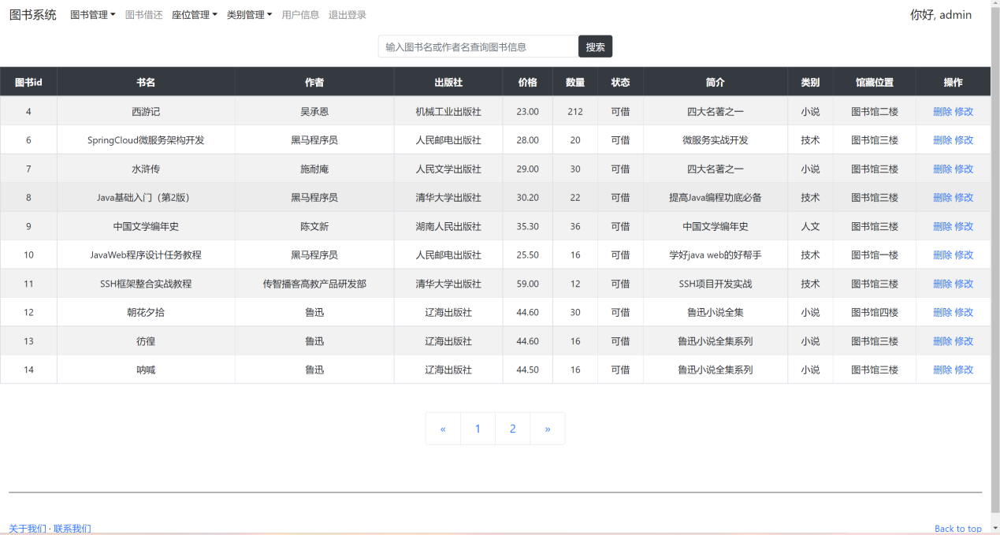 图书系统 图书管理 图书借还 座位管理 类别管理 用户信息 退出登录 你好, admin
输入图书名或作者名查询图书信息 搜索
图书id 书名 作者 出版社 价格 数量 状态 简介 类别 馆藏位置 操作
4 西游记 吴承恩 机械工业出版社 23.00 212 可借 四大名著之一 小说 图书馆二楼 删除 修改
6 SpringCloud微服务架构开发 黑马程序员 人民邮电出版社 28.00 20 可借 微服务实战开发 技术 图书馆三楼 删除 修改
7 水浒传 施耐庵 人民文学出版社 29.00 30 可借 四大名著之一 小说 图书馆三楼 删除 修改
8 Java基础入门（第2版） 黑马程序员 清华大学出版社 30.20 22 可借 提高Java编程功底必备 技术 图书馆三楼 删除 修改
9 中国文学编年史 陈文新 湖南人民出版社 35.30 36 可借 中国文学编年史 人文 图书馆三楼 删除 修改
10 JavaWeb程序设计任务教程 黑马程序员 人民邮电出版社 25.50 16 可借 学好java web的好帮手 技术 图书馆一楼 删除 修改
11 SSH框架整合实战教程 传智播客高教产品研发部 清华大学出版社 59.00 12 可借 SSH项目开发实战 技术 图书馆三楼 删除 修改
12 朝花夕拾 鲁迅 辽海出版社 44.60 30 可借 鲁迅小说全集 小说 图书馆四楼 删除 修改
13 彷徨 鲁迅 辽海出版社 44.60 16 可借 鲁迅小说全集系列 小说 图书馆三楼 删除 修改
14 呐喊 鲁迅 辽海出版社 44.50 16 可借 鲁迅小说全集系列 小说 图书馆三楼 删除 修改
« 1 2 »
关于我们 · 联系我们 Back to top